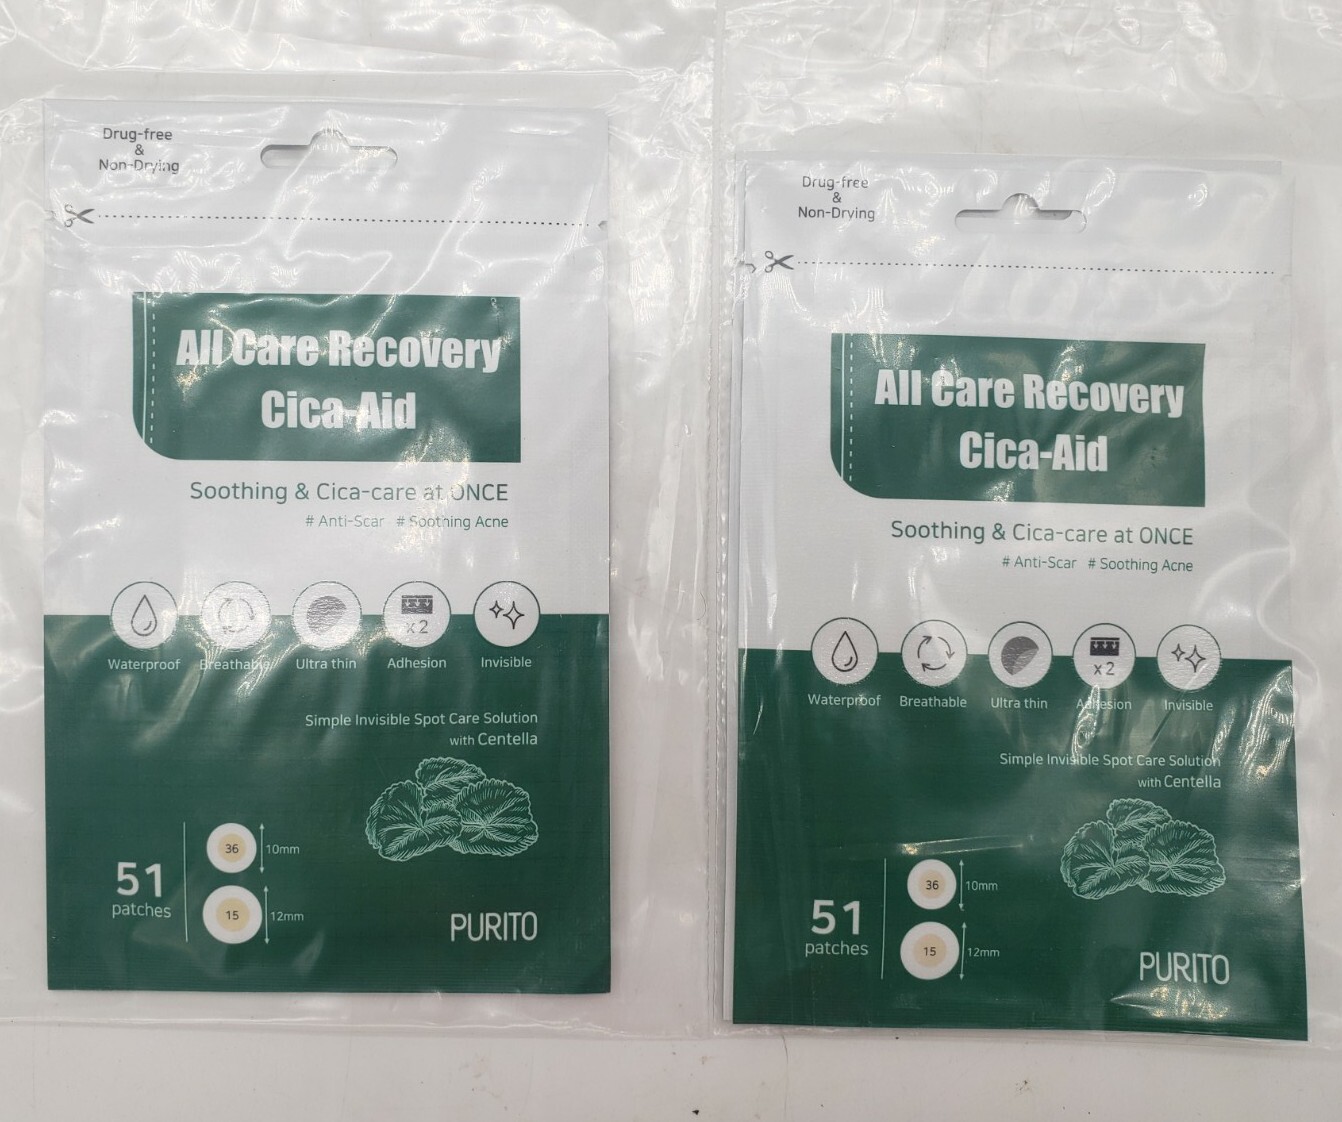 Drug-free
&
Non-Drying
All Care Recovery
Cica-Aid
Soothing & Cica-care at ONCE
# Anti-Scar # Soothing Acne
Waterproof Breathable Ultra thin x2 Adhesion Invisible
Simple Invisible Spot Care Solution
with Centella
51
patches
36 10mm
15 12mm
PURITO
Drug-free
&
Non-Drying
All Care Recovery
Cica-Aid
Soothing & Cica-care at ONCE
# Anti-Scar # Soothing Acne
Waterproof Breathable Ultra thin x2 Adhesion Invisible
Simple Invisible Spot Care Solution
with Centella
51
patches
36 10mm
15 12mm
PURITO